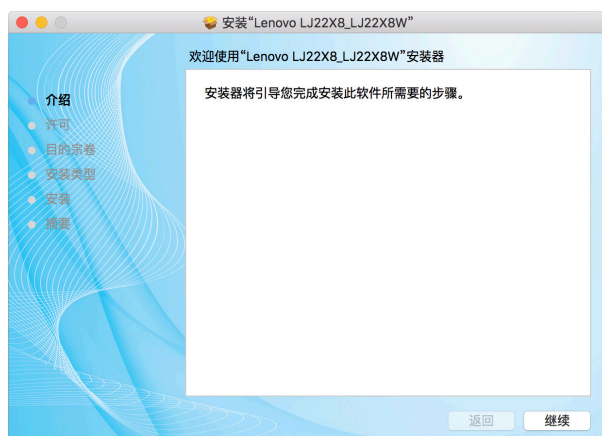 安装“Lenovo LJ22X8_LJ22X8W”
欢迎使用“Lenovo LJ22X8_LJ22X8W”安装器
介绍
许可
目的宗卷
安装类型
安装
摘要
安装器将引导您完成安装此软件所需要的步骤。
返回
继续